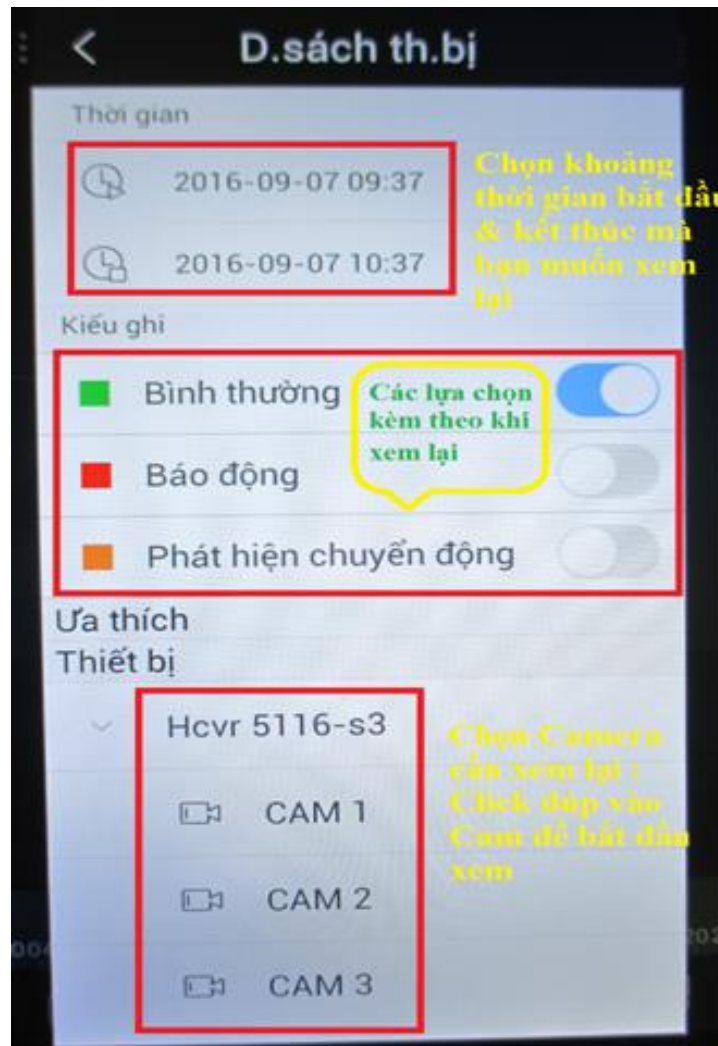 D.sách th.bị
Thời gian
2016-09-07 09:37
2016-09-07 10:37
Chọn khoảng
thời gian bắt đầu
& kết thúc mà
bạn muốn xem
lại
Kiểu ghi
Bình thường
Các lựa chọn
kèm theo khi
xem lại
Báo động
Phát hiện chuyển động
Ưa thích
Thiết bị
Hcvr 5116-s3
CAM 1
CAM 2
CAM 3
Chọn Camera
cần xem lại :
Click đúp vào
Cam để bắt đầu
xem